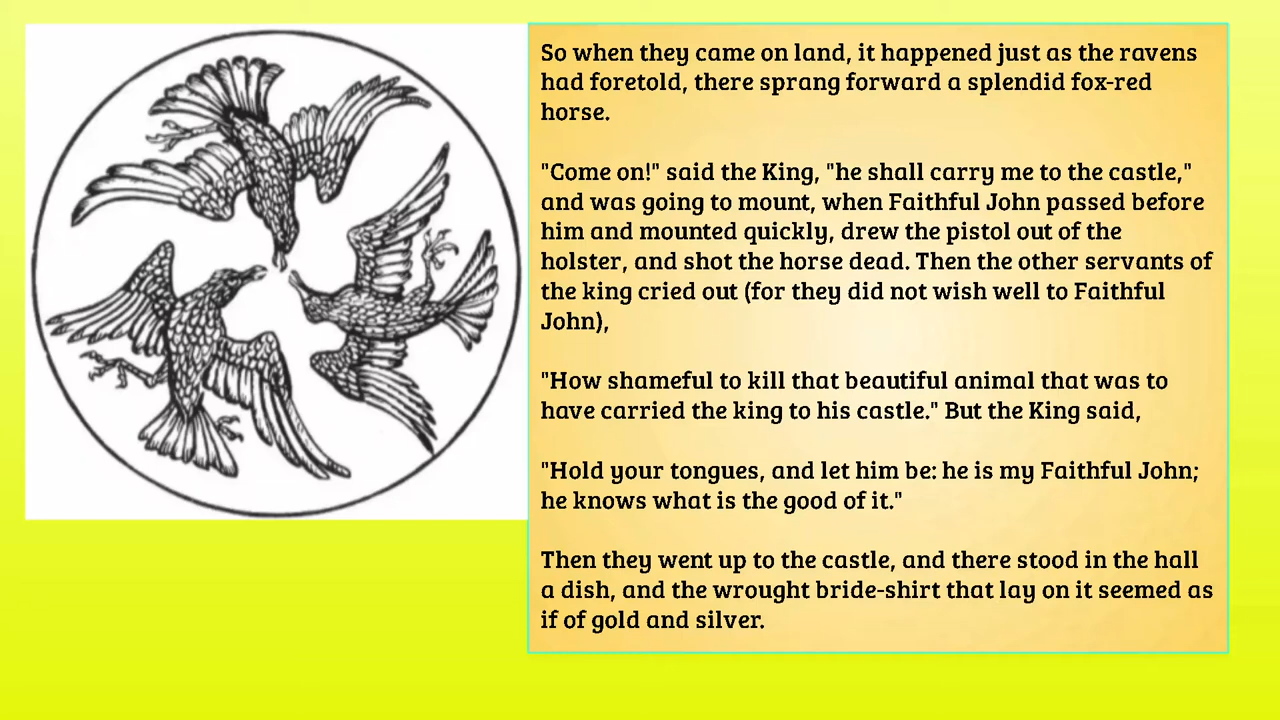 So when they came on land, it happened just as the ravens
had foretold, there sprang forward a splendid fox-red
horse.
"Come on!" said the King, "he shall carry me to the castle,"
and was going to mount, when Faithful John passed before
him and mounted quickly, drew the pistol out of the
holster, and shot the horse dead. Then the other servants of
the king cried out (for they did not wish well to Faithful
John),
"How shameful to kill that beautiful animal that was to
have carried the king to his castle." But the King said,
"Hold your tongues, and let him be: he is my Faithful John;
he knows what is the good of it."
Then they went up to the castle, and there stood in the hall
a dish, and the wrought bride-shirt that lay on it seemed as
if of gold and silver.